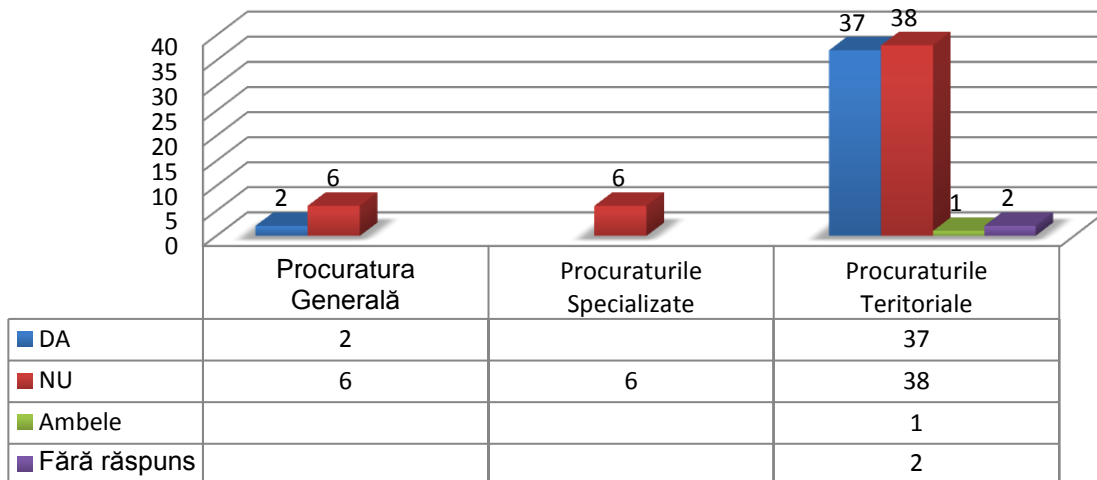 37 38
40
35
30
25
20
15
10
5
0
2 6 6 1 2
Procuratura Generală
Procuraturile Specializate
Procuraturile Teritoriale
DA 2 37
NU 6 6 38
Ambele 1
Fără răspuns 2